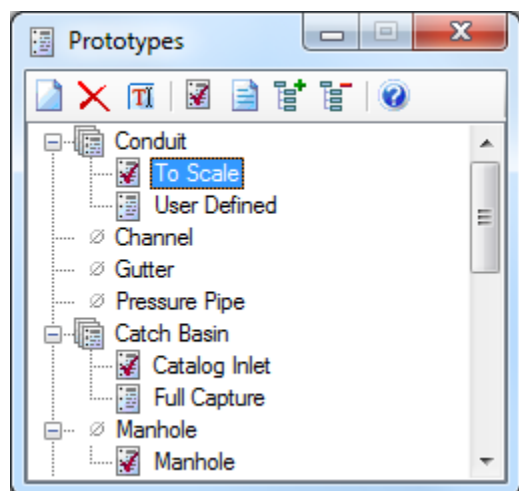 Prototypes
Conduit
To Scale
User Defined
Channel
Gutter
Pressure Pipe
Catch Basin
Catalog Inlet
Full Capture
Manhole
Manhole